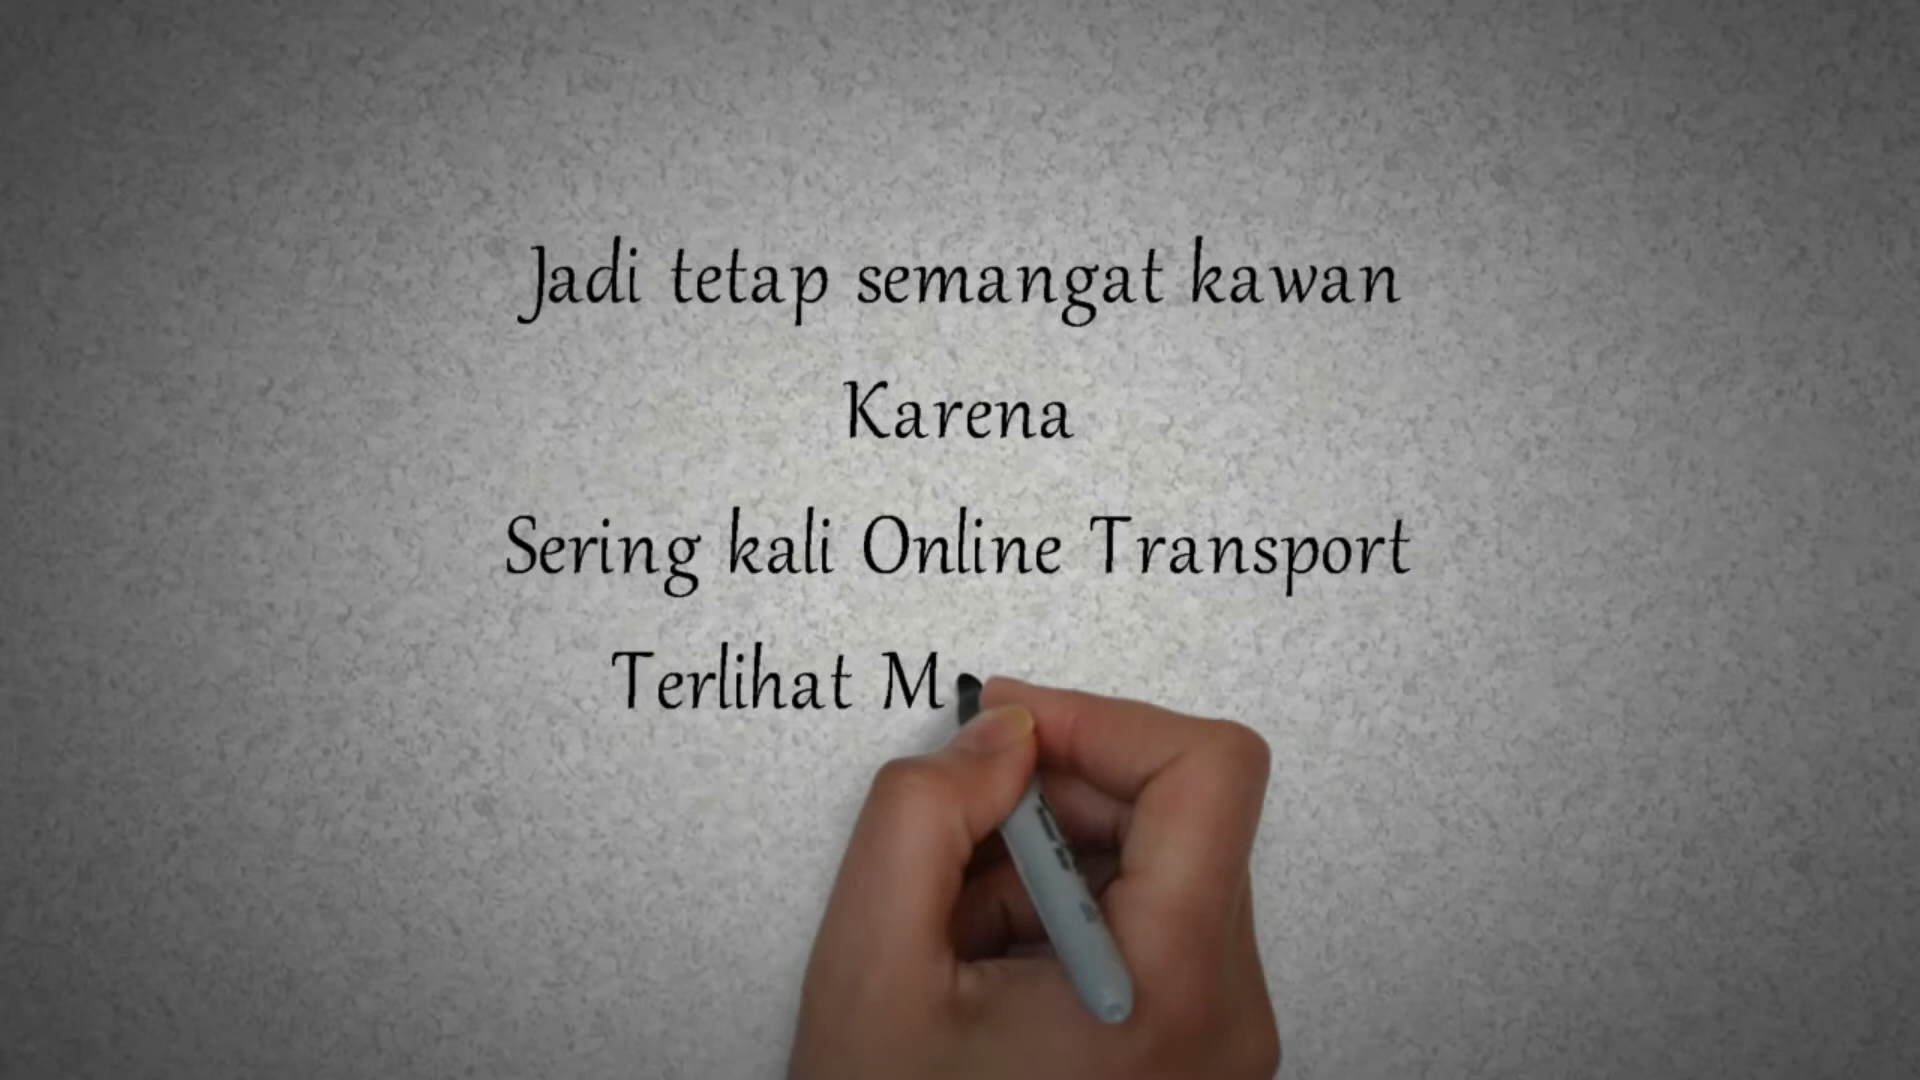 Jadi tetap semangat kawan
Karena
Sering kali Online Transport
Terlihat M